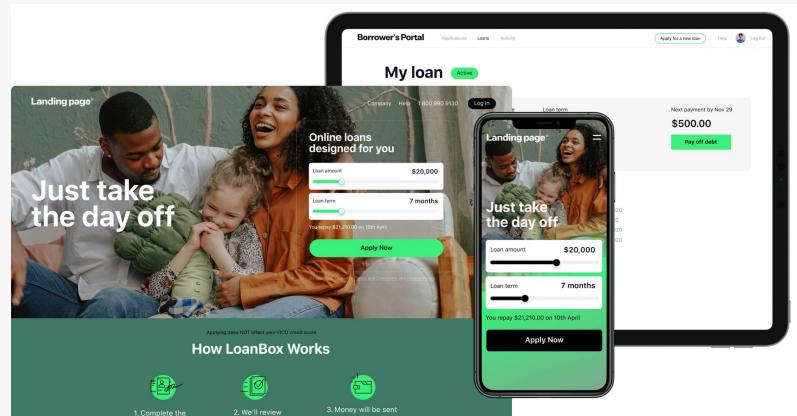 Borrower's Portal
Applications Loans Activity
Apply for a new loan
Help
Log out
My loan
Active
Loan term
Next payment by Nov 29
$500.00
Pay off debt
Landing page
Company Help 1 800 990 9130
Log in
Just take
the day off
Online loans
designed for you
Loan amount $20,000
Loan term 7 months
You repay $21,210.00 on 10th April
Apply Now
Applying does NOT affect your FICO credit score
How LoanBox Works
1. Complete the
2. We'll review
3. Money will be sent
Landing page
Just take
the day off
Loan amount $20,000
Loan term 7 months
You repay $21,210.00 on 10th April
Apply Now